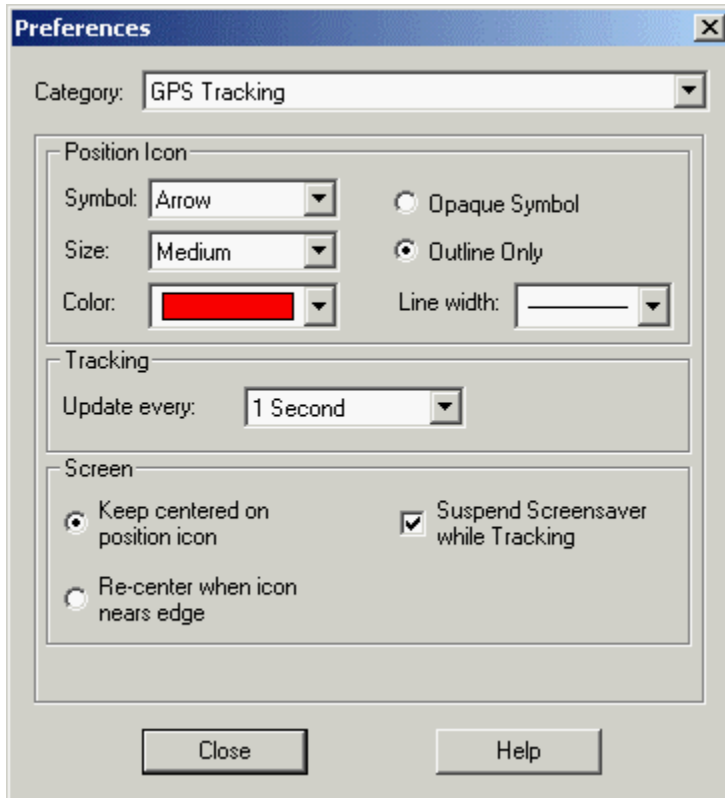 Preferences
Category: GPS Tracking
Position Icon
Symbol: Arrow
Opaque Symbol
Size: Medium
Outline Only
Color:
Line width:
Tracking
Update every: 1 Second
Screen
Keep centered on
position icon
Suspend Screensaver
while Tracking
Re-center when icon
nears edge
Close
Help